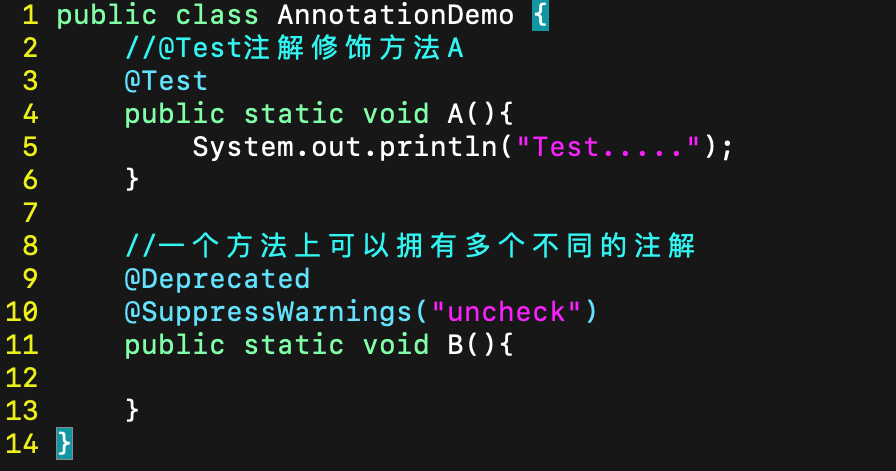 1 public class AnnotationDemo {
2     //@Test注解修饰方法A
3     @Test
4     public static void A(){
5         System.out.println("Test.....");
6     }
7
8     //一个方法上可以拥有多个不同的注解
9     @Deprecated
10     @SuppressWarnings("uncheck")
11     public static void B(){
12
13     }
14 }